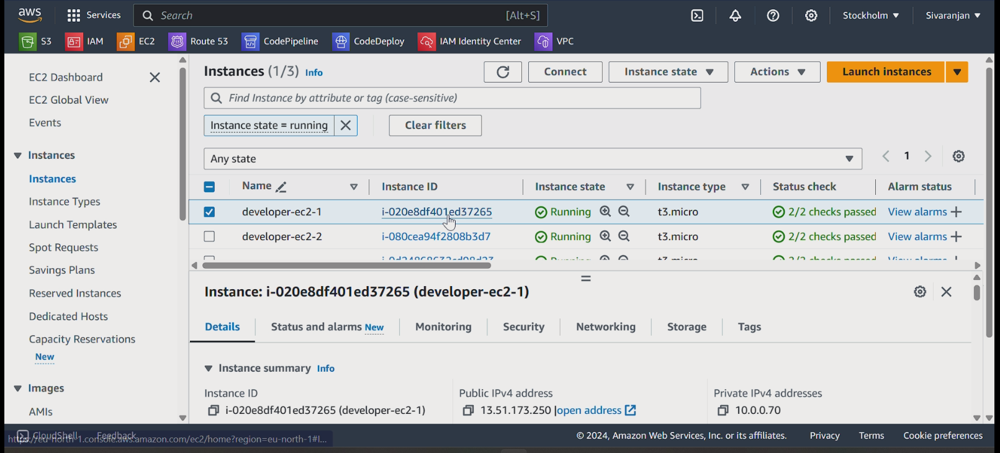 aws Services Search [Alt+S] Stockholm Sivaranjan
S3 IAM EC2 Route 53 CodePipeline CodeDeploy IAM Identity Center VPC
EC2 Dashboard
EC2 Global View
Events
Instances
Instances
Instance Types
Launch Templates
Spot Requests
Savings Plans
Reserved Instances
Dedicated Hosts
Capacity Reservations
New
Images
AMIs
Instances (1/3) Info Connect Instance state Actions Launch instances
Find Instance by attribute or tag (case-sensitive)
Instance state = running Clear filters
Any state 1
Name Instance ID Instance state Instance type Status check Alarm status
developer-ec2-1 i-020e8df401ed37265 Running t3.micro 2/2 checks passed View alarms
developer-ec2-2 i-080cea94f2808b3d7 Running t3.micro 2/2 checks passed View alarms
Running t3.micro 2/2 checks passed View alarms
Instance: i-020e8df401ed37265 (developer-ec2-1)
Details Status and alarms New Monitoring Security Networking Storage Tags
Instance summary Info
Instance ID Public IPv4 address Private IPv4 addresses
i-020e8df401ed37265 (developer-ec2-1) 13.51.173.250 |open address 10.0.0.70
CloudShell Feedback © 2024, Amazon Web Services, Inc. or its affiliates. Privacy Terms Cookie preferences
https://eu-north-1.console.aws.amazon.com/ec2/home?region=eu-north-1#I...